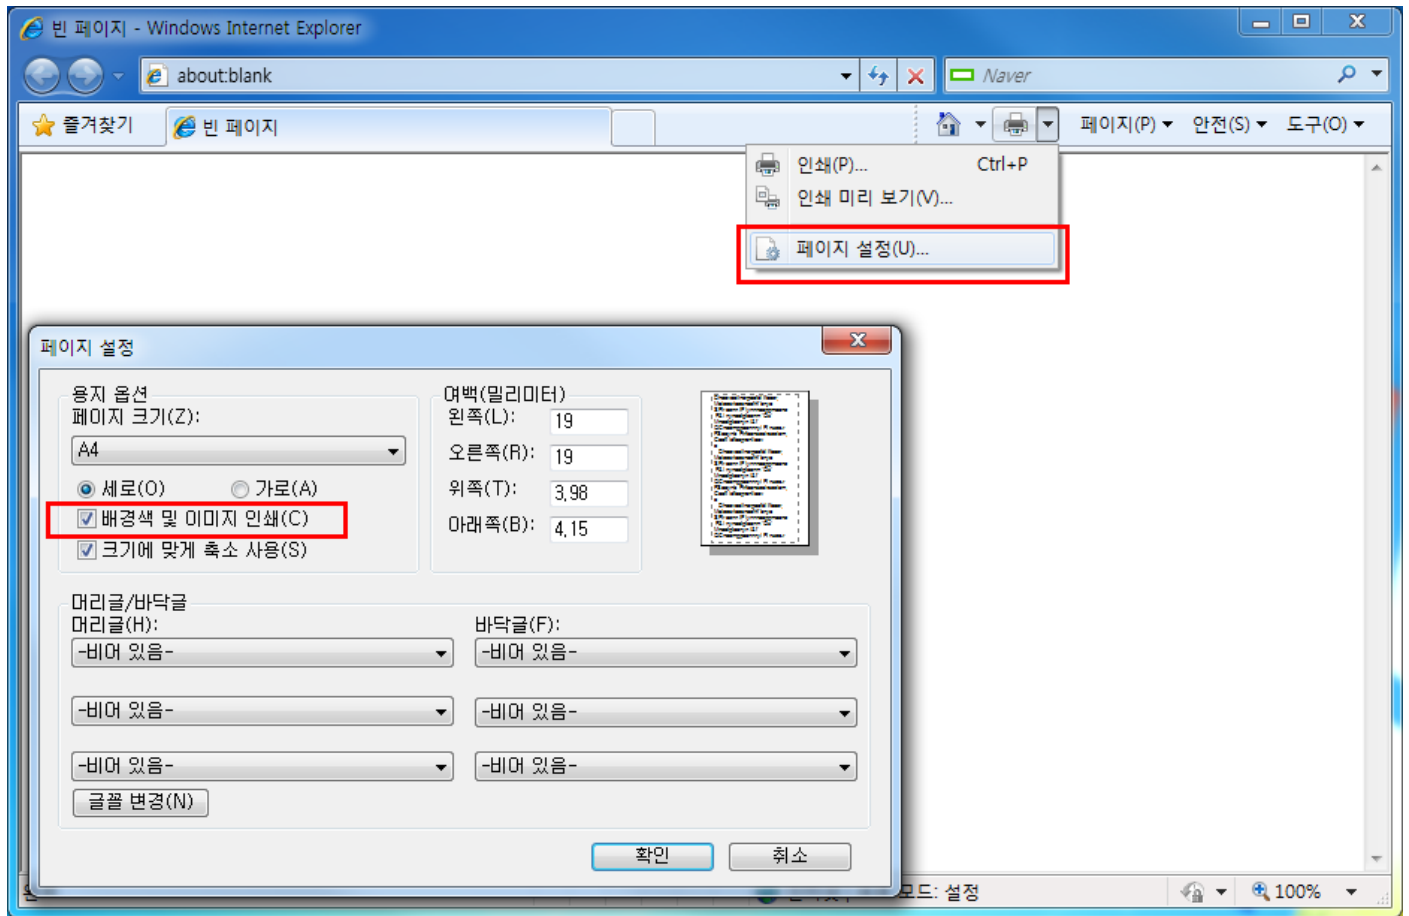 빈 페이지 - Windows Internet Explorer
about:blank
Naver
즐겨찾기
빈 페이지
페이지(P)
안전(S)
도구(O)
인쇄(P)... Ctrl+P
인쇄 미리 보기(V)...
페이지 설정(U)...
페이지 설정
용지 옵션
페이지 크기(Z):
A4
세로(O)
가로(A)
배경색 및 이미지 인쇄(C)
크기에 맞게 축소 사용(S)
여백(밀리미터)
왼쪽(L): 19
오른쪽(R): 19
위쪽(T): 3,98
아래쪽(B): 4,15
머리글/바닥글
머리글(H):
바닥글(F):
-비어 있음-
-비어 있음-
-비어 있음-
-비어 있음-
-비어 있음-
-비어 있음-
글꼴 변경(N)
확인
취소
모드: 설정
100%